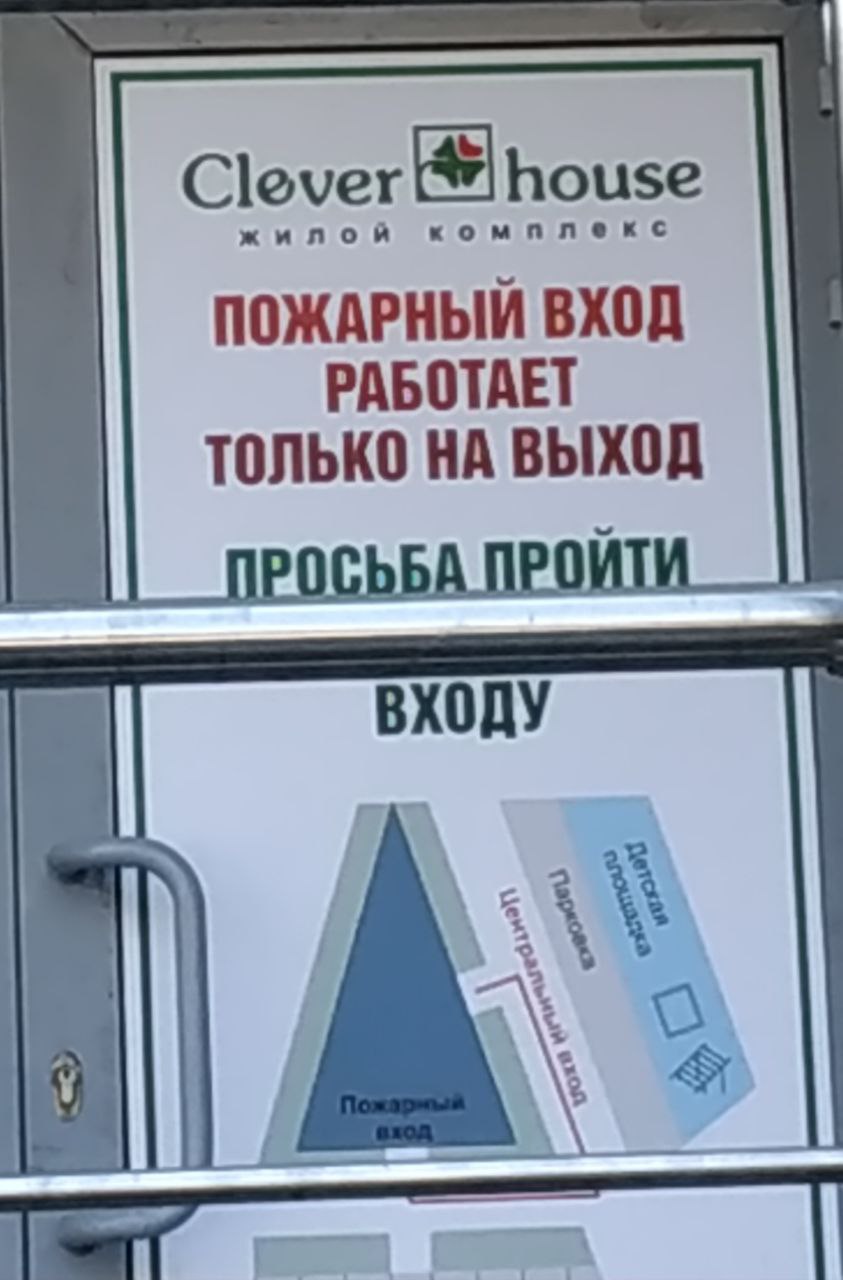 Clever house
жилой комплекс
ПОЖАРНЫЙ ВХОД
РАБОТАЕТ
ТОЛЬКО НА ВЫХОД
ПРОСЬБА ПРОЙТИ
ВХОДУ
Детская
площадка
Парковка
Центральный вход
Пожарный
вход